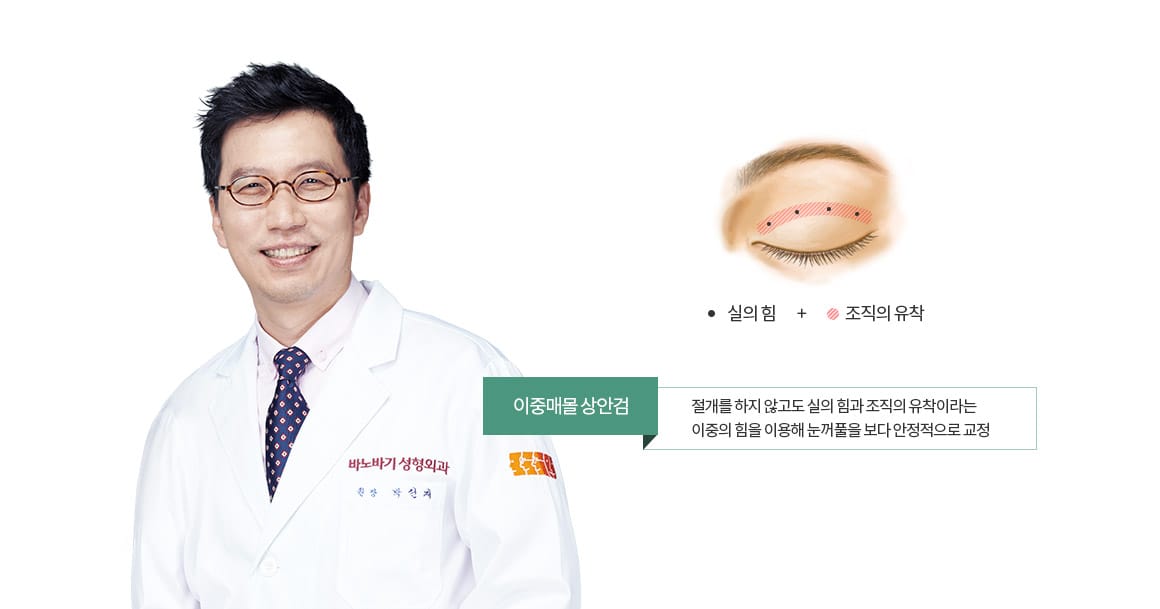 실의 힘 + 조직의 유착
이중매몰 상안검
절개를 하지 않고도 실의 힘과 조직의 유착이라는
이중의 힘을 이용해 눈꺼풀을 보다 안정적으로 교정
바노바기 성형외과
원장